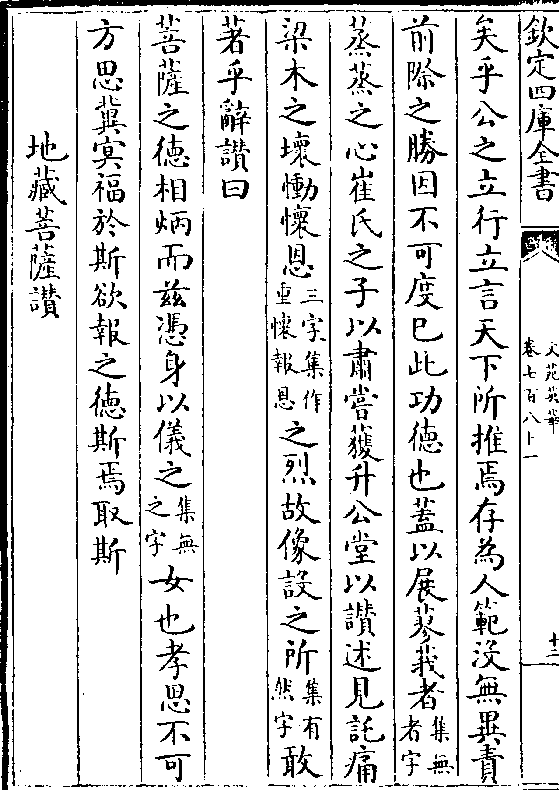 欽定四庫全書
文苑英華
卷七百八十一
十二
矣乎公之立行立言天下所推焉存為人範沒無異責
前際之勝因不可度已此功德也蓋以展蓼莪者集無者字
蒸蒸之心崔氏之子以肅嘗獲升公堂以讃述見託痛
梁木之壞慟懷恩三字集作重懷報恩之烈故像設之所集有然字敢
著乎辭讃曰
菩薩之德相炳而兹憑身以儀之集無之字女也孝思不可
方思冀冥福於斯欲報之德斯焉取斯
地藏菩薩讃